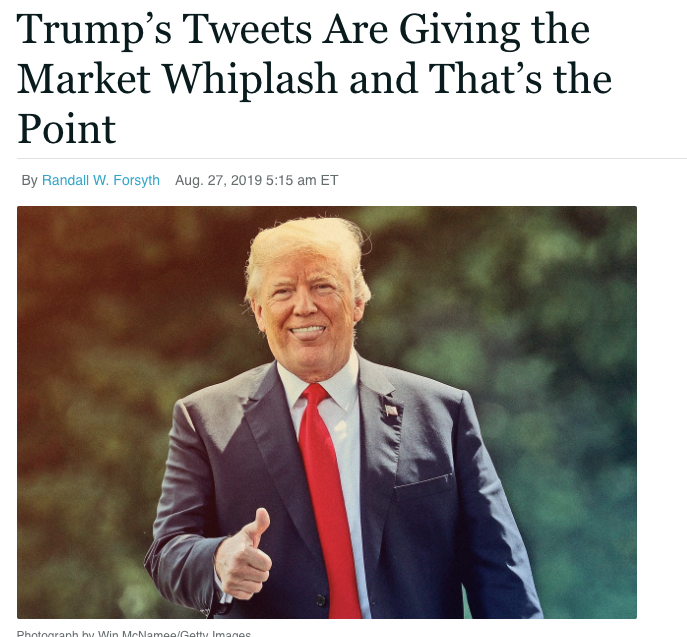 Trump’s Tweets Are Giving the
Market Whiplash and That’s the
Point
By Randall W. Forsyth Aug. 27, 2019 5:15 am ET
Photograph by Win McNamee/Getty Images